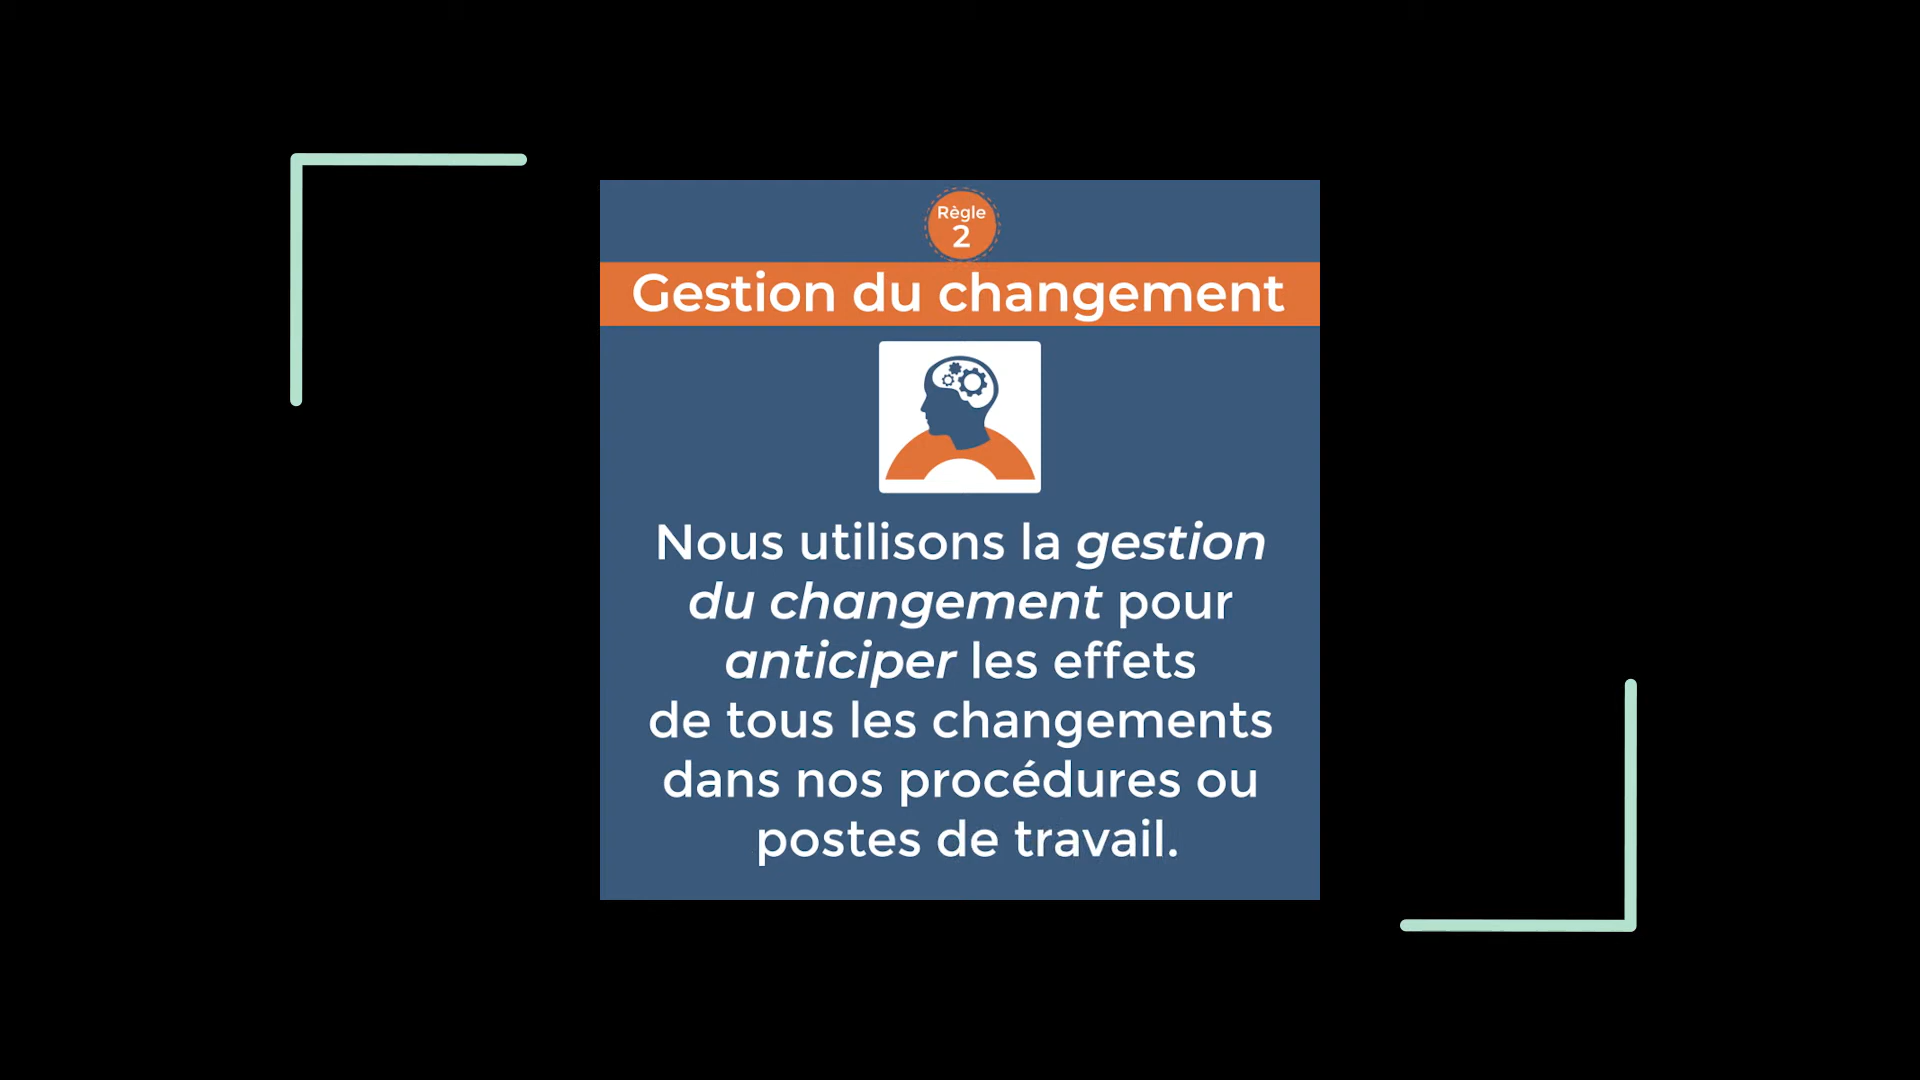 Règle
2
Gestion du changement
Nous utilisons la gestion
du changement pour
anticiper les effets
de tous les changements
dans nos procédures ou
postes de travail.